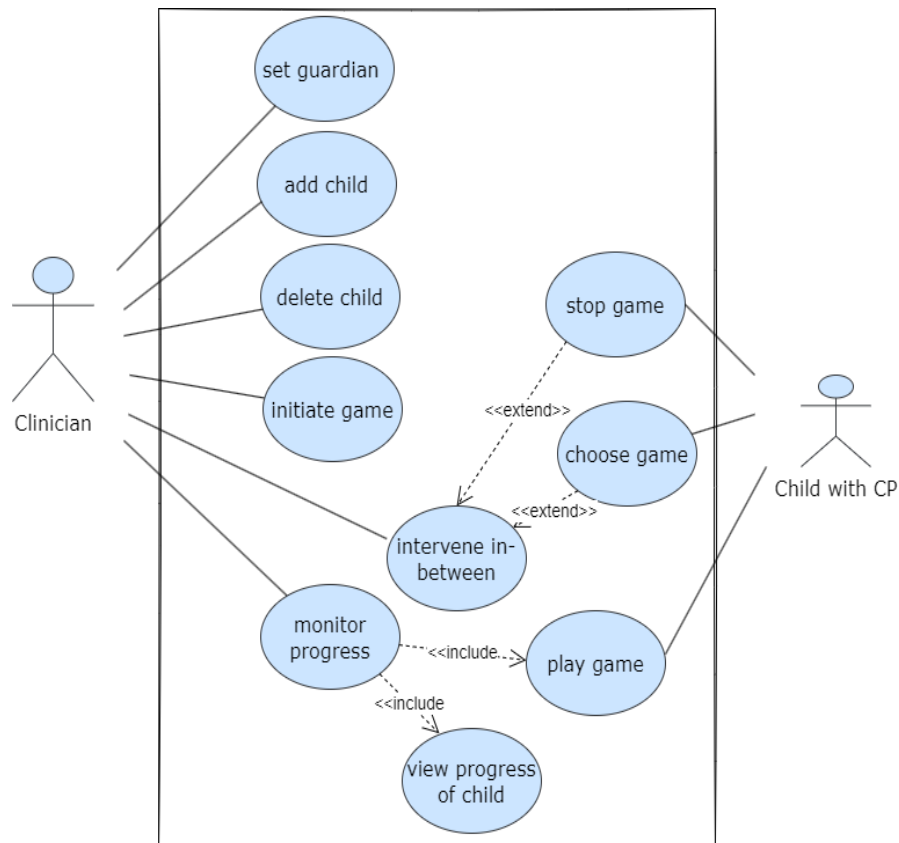 set guardian
add child
delete child
stop game
initiate game
<<extend>>
Clinician
choose game
Child with CP
<<extend>>
intervene in-
between
monitor
progress
<<include
play game
<<include
view progress
of child